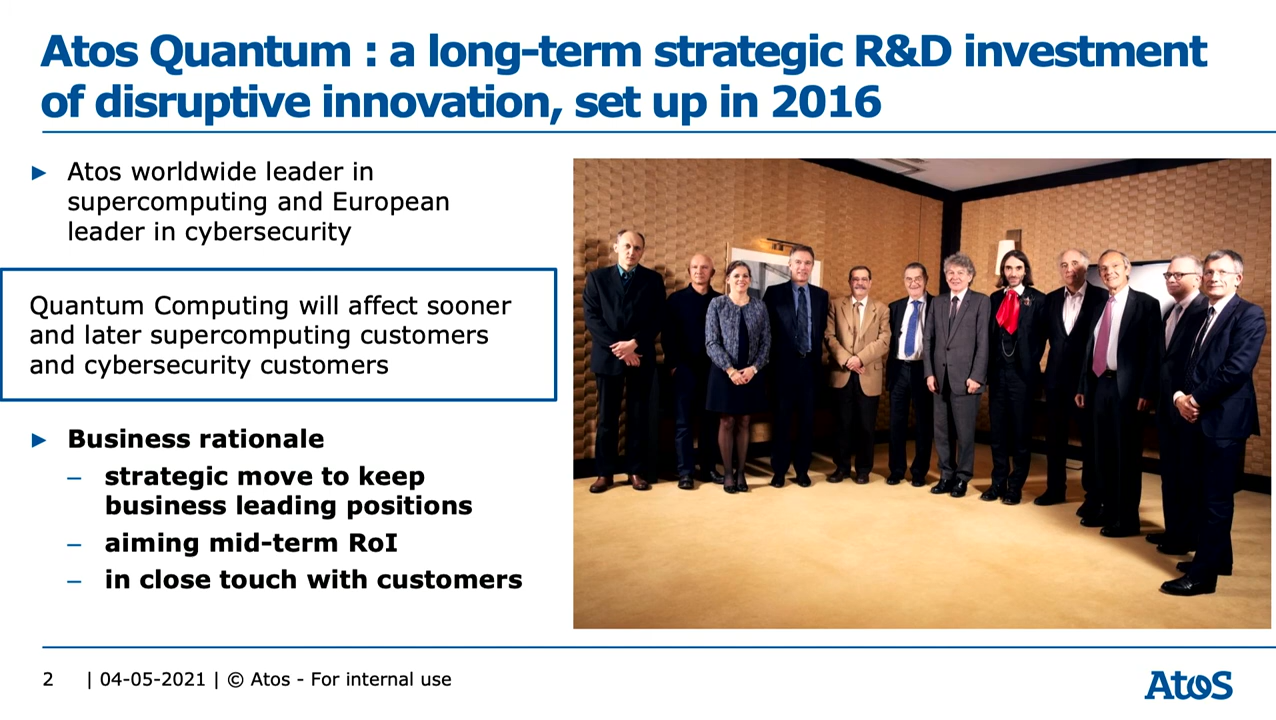 Atos Quantum : a long-term strategic R&D investment
of disruptive innovation, set up in 2016
► Atos worldwide leader in
supercomputing and European
leader in cybersecurity
Quantum Computing will affect sooner
and later supercomputing customers
and cybersecurity customers
► Business rationale
– strategic move to keep
business leading positions
– aiming mid-term RoI
– in close touch with customers
2 | 04-05-2021 | © Atos - For internal use
Atos